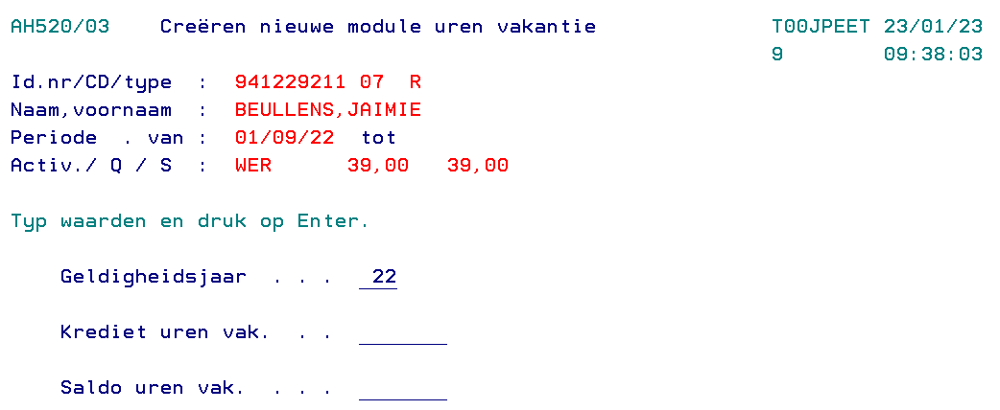 AH520/03 Creëren nieuwe module uren vakantie T00JPEET 23/01/23
9 09:38:03
Id.nr/CD/type : 941229211 07 R
Naam,voornaam : BEULLENS,JAIMIE
Periode . van : 01/09/22 tot
Activ./ Q / S : WER 39,00 39,00
Typ waarden en druk op Enter.
Geldigheidsjaar . . . 22
Krediet uren vak. . .
Saldo uren vak. . . .